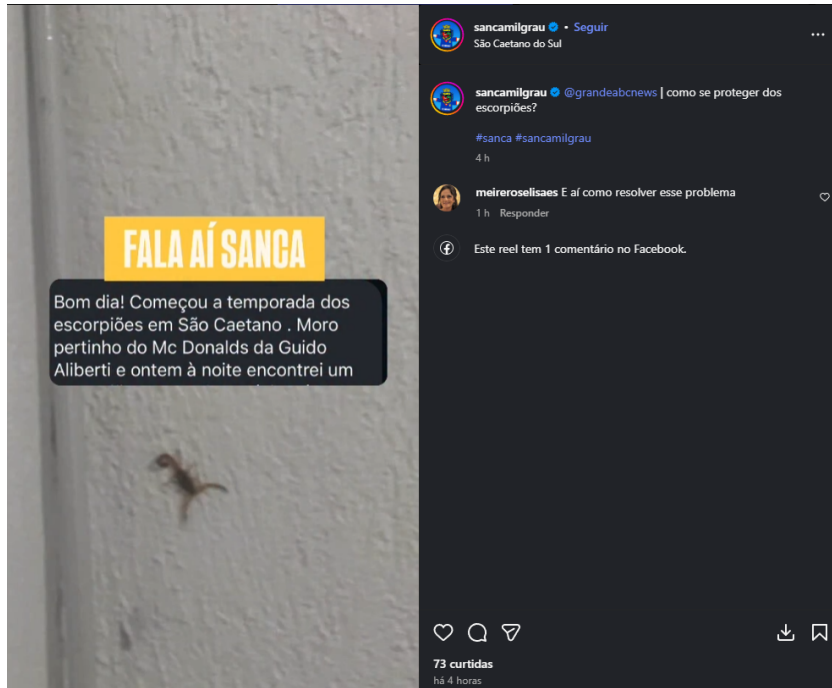 FALA AÍ SANCA
Bom dia! Começou a temporada dos
escorpiões em São Caetano . Moro
pertinho do Mc Donalds da Guido
Aliberti e ontem à noite encontrei um
sancamilgrau • Seguir
São Caetano do Sul
sancamilgrau @grandeabcnews | como se proteger dos
escorpiões?
#sanca #sancamilgrau
4 h
meireroselisaes E aí como resolver esse problema
1 h Responder
Este reel tem 1 comentário no Facebook.
73 curtidas
há 4 horas